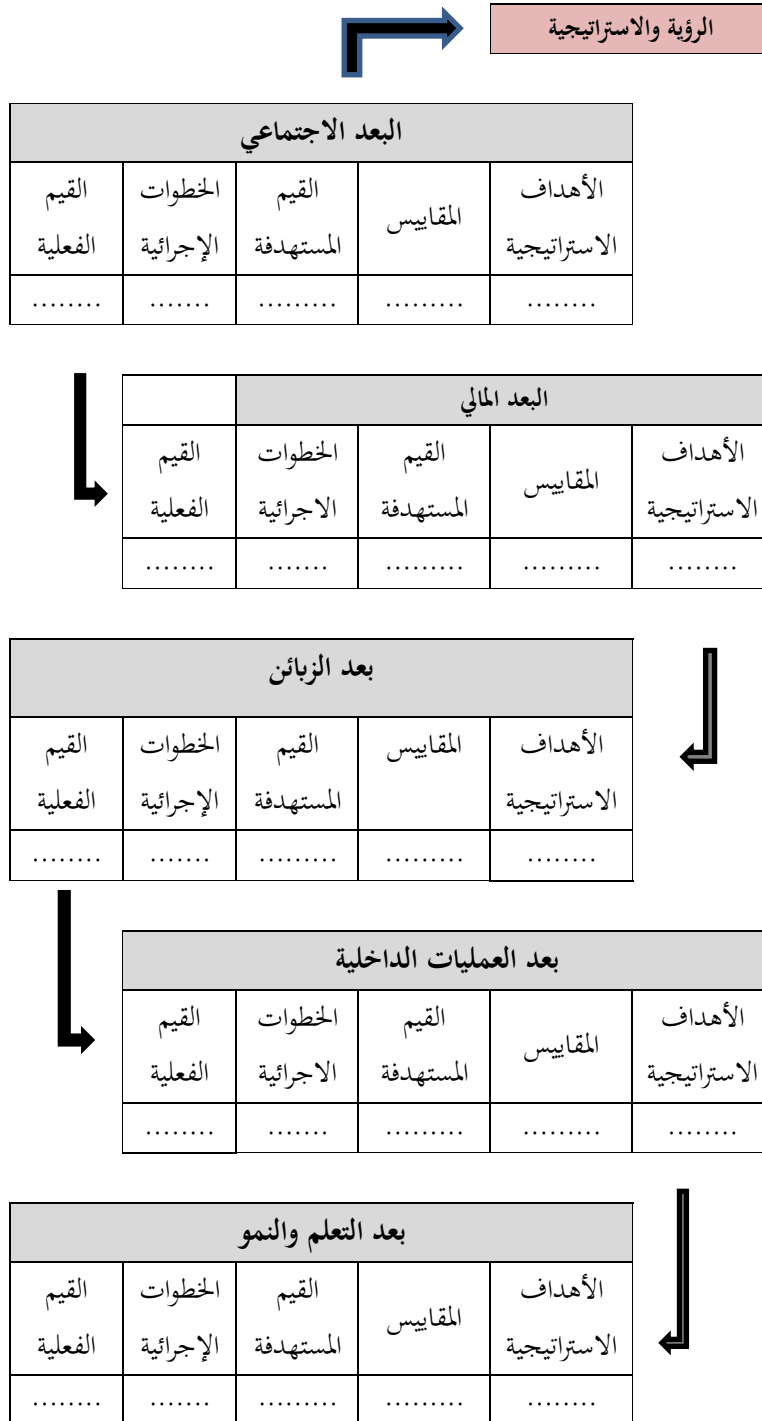 الرؤية والاستراتيجية
البعد الاجتماعي
الأهداف الاستراتيجية
المقاييس
القيم المستهدفة
الخطوات الإجرائية
القيم الفعلية
........ ......... ......... ....... ........
البعد المالي
الأهداف الاستراتيجية
المقاييس
القيم المستهدفة
الخطوات الاجرائية
القيم الفعلية
........ ......... ......... ....... ........
بعد الزبائن
الأهداف الاستراتيجية
المقاييس
القيم المستهدفة
الخطوات الإجرائية
القيم الفعلية
........ ......... ......... ....... ........
بعد العمليات الداخلية
الأهداف الاستراتيجية
المقاييس
القيم المستهدفة
الخطوات الاجرائية
القيم الفعلية
........ ......... ......... ....... ........
بعد التعلم والنمو
الأهداف الاستراتيجية
المقاييس
القيم المستهدفة
الخطوات الإجرائية
القيم الفعلية
........ ......... ......... ....... ........